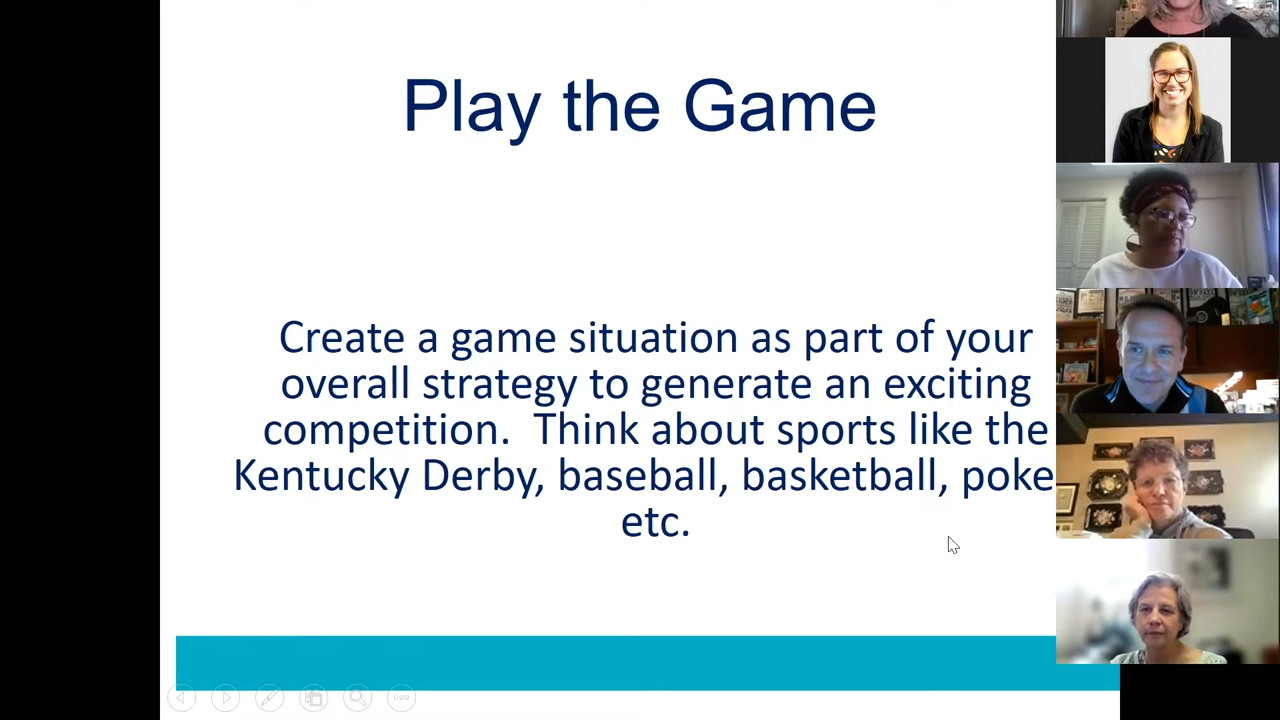 Play the Game
Create a game situation as part of your
overall strategy to generate an exciting
competition.  Think about sports like the
Kentucky Derby, baseball, basketball, poke
etc.